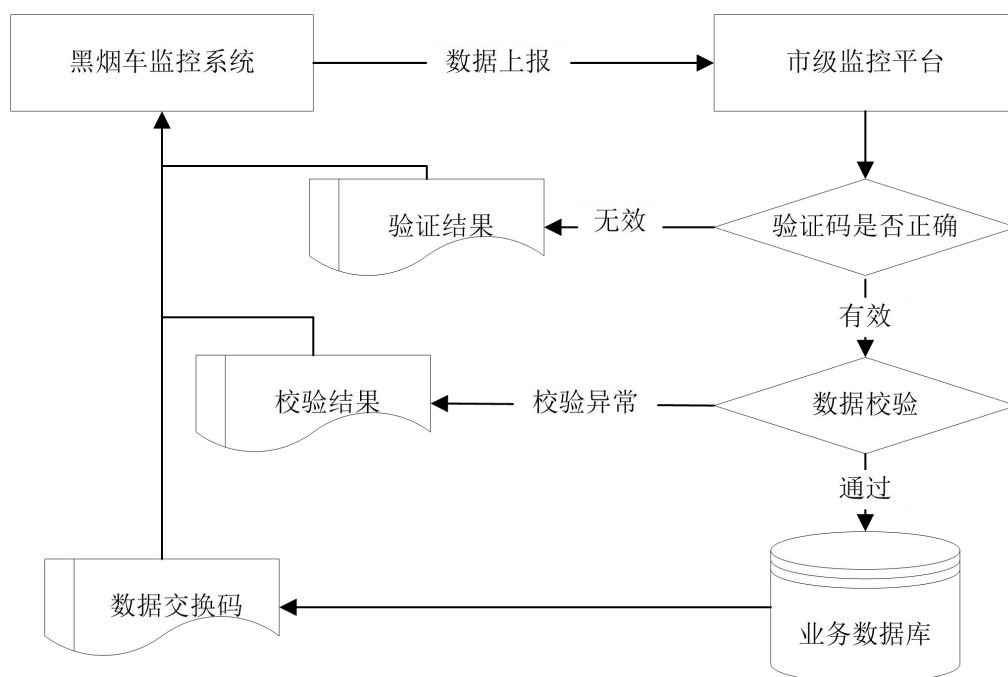 黑烟车监控系统
数据上报
市级监控平台
验证结果
无效
验证码是否正确
有效
校验结果
校验异常
数据校验
通过
数据交换码
业务数据库